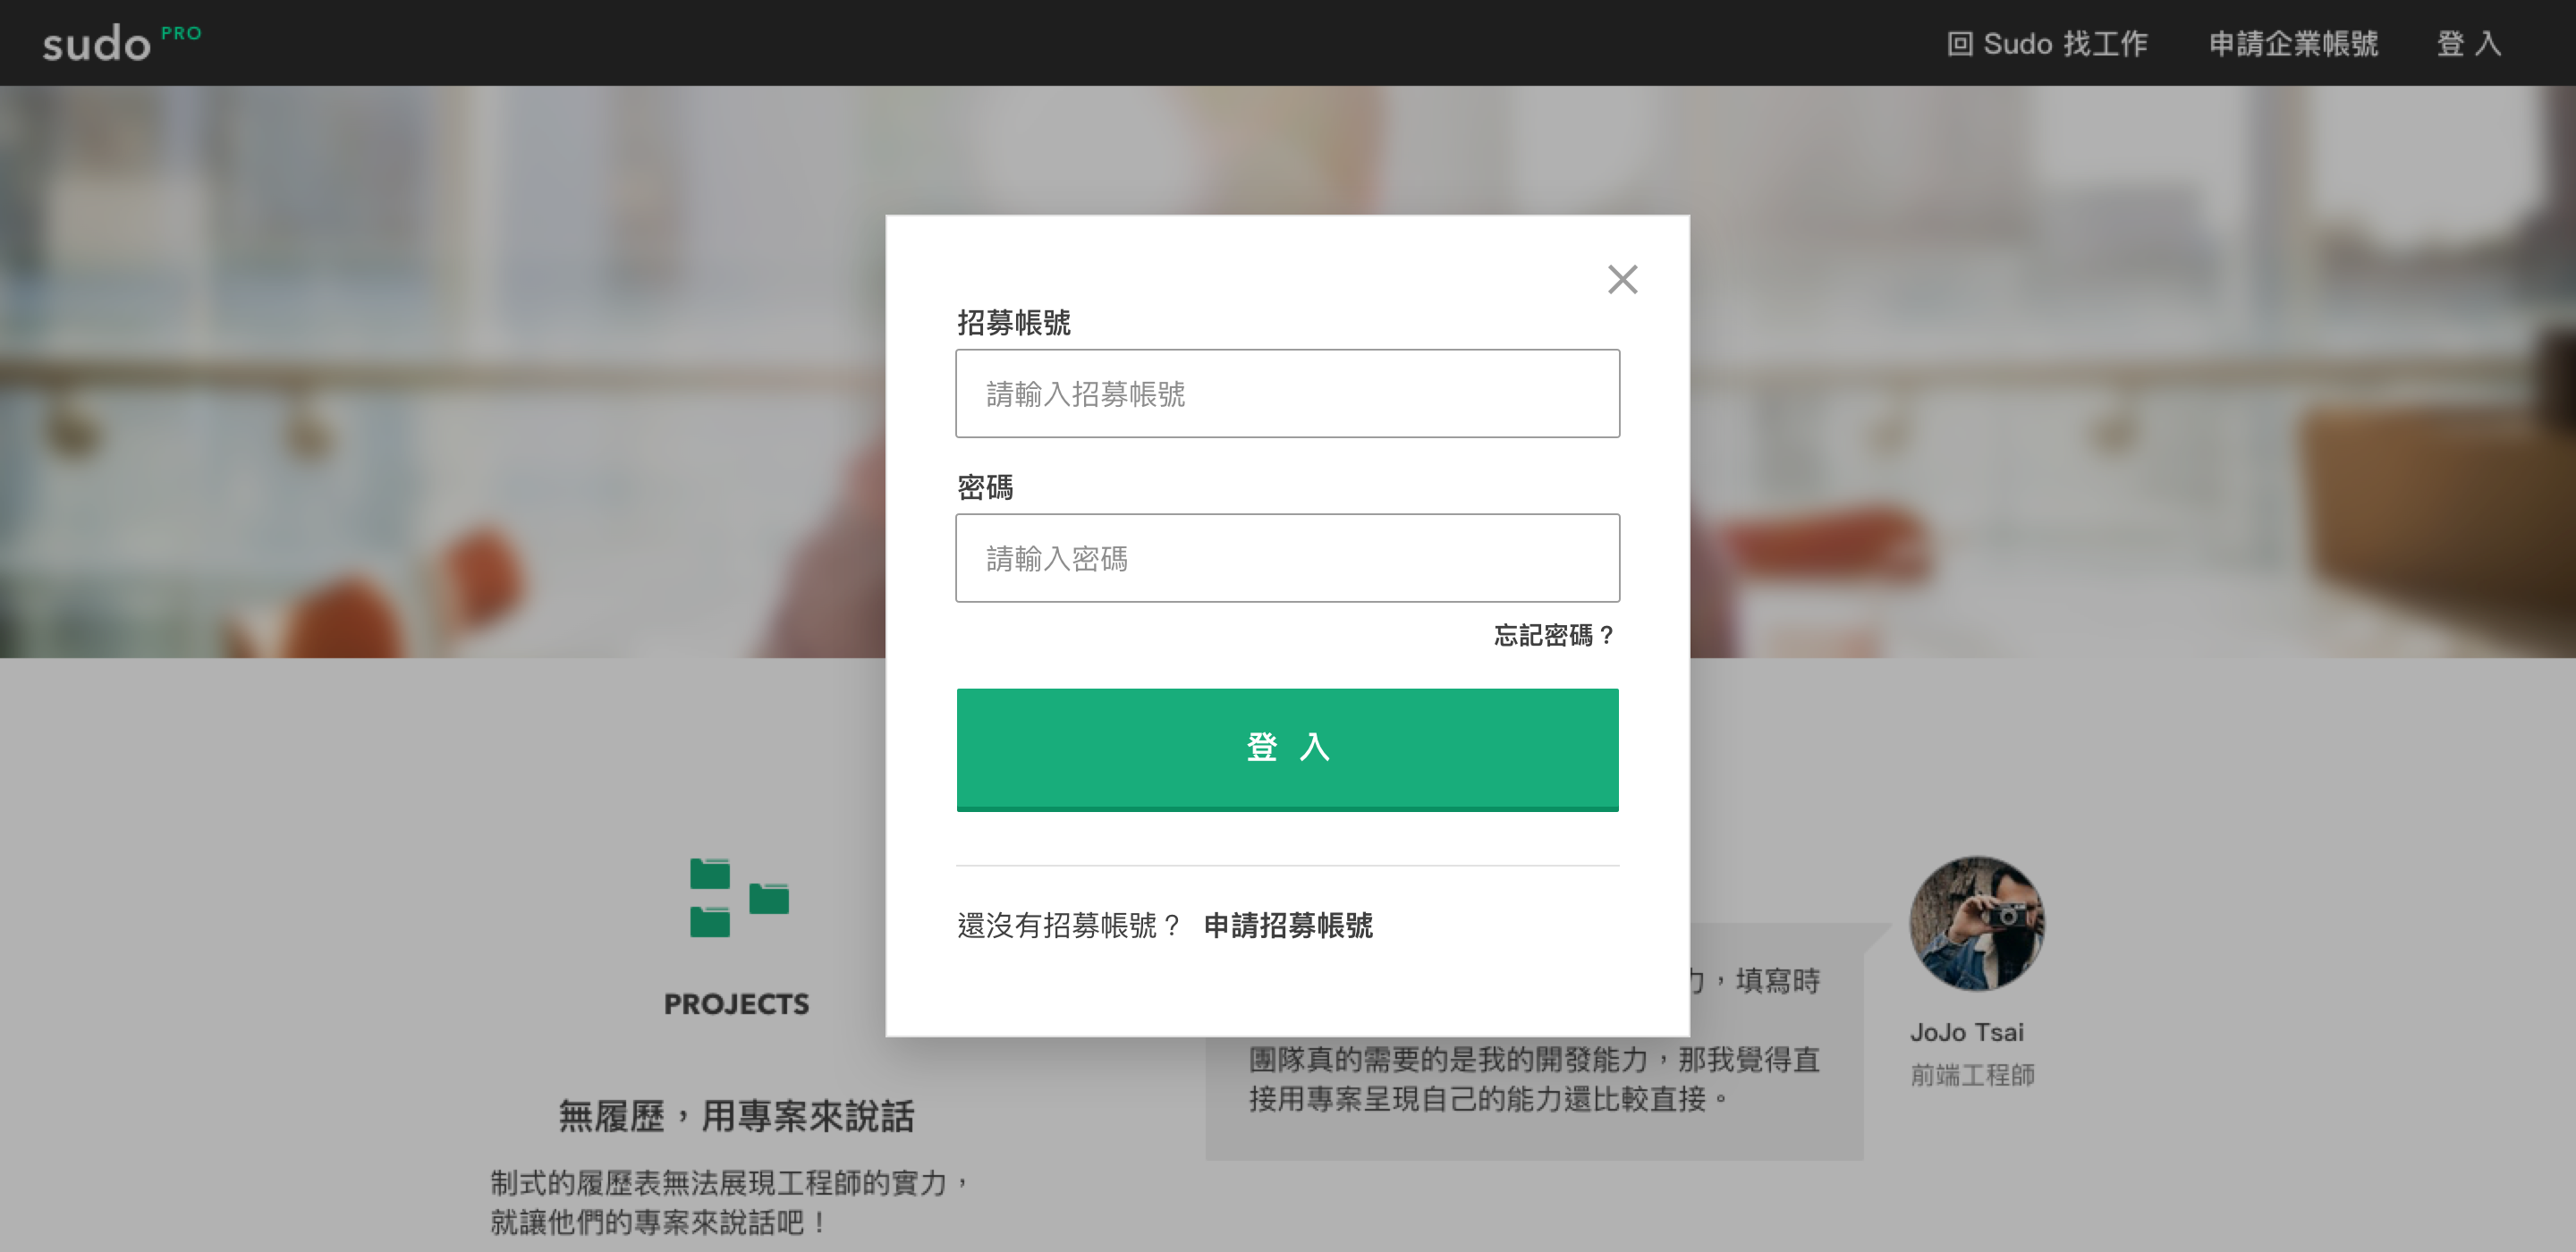 sudo PRO
回 Sudo 找工作
申請企業帳號
登 入
招募帳號
請輸入招募帳號
密碼
請輸入密碼
忘記密碼？
登 入
還沒有招募帳號？ 申請招募帳號
PROJECTS
無履歷，用專案來說話
制式的履歷表無法展現工程師的實力，
就讓他們的專案來說話吧！
，填寫時
團隊真的需要的是我的開發能力，那我覺得直
接用專案呈現自己的能力還比較直接。
JoJo Tsai
前端工程師